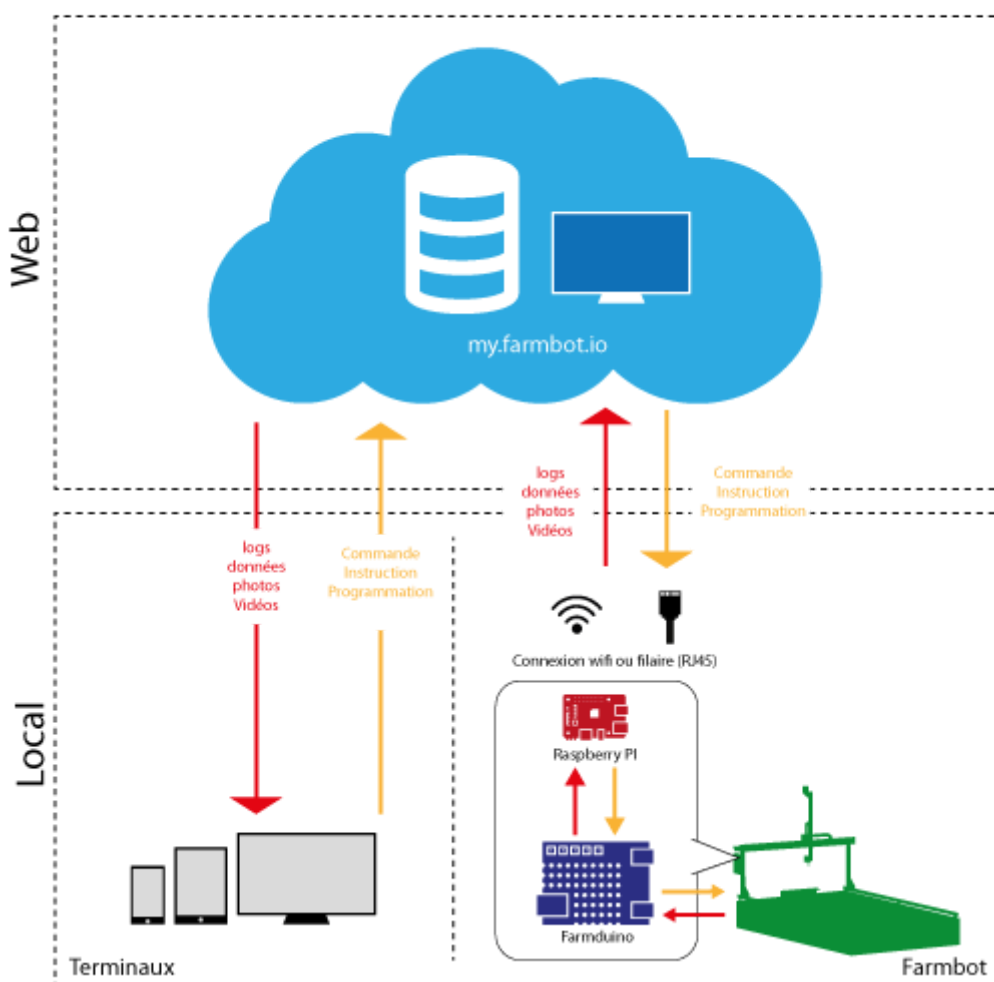 Web
my.farmbot.io
logs
données
photos
Vidéos
Commande
Instruction
Programmation
Local
logs
données
photos
Vidéos
Commande
Instruction
Programmation
Connexion wifi ou filaire (RJ45)
Raspberry PI
Farmduino
Terminaux
Farmbot